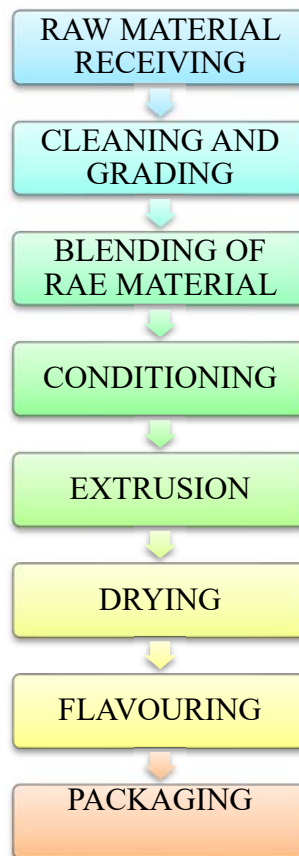 RAW MATERIAL
RECEIVING
CLEANING AND
GRADING
BLENDING OF
RAE MATERIAL
CONDITIONING
EXTRUSION
DRYING
FLAVOURING
PACKAGING